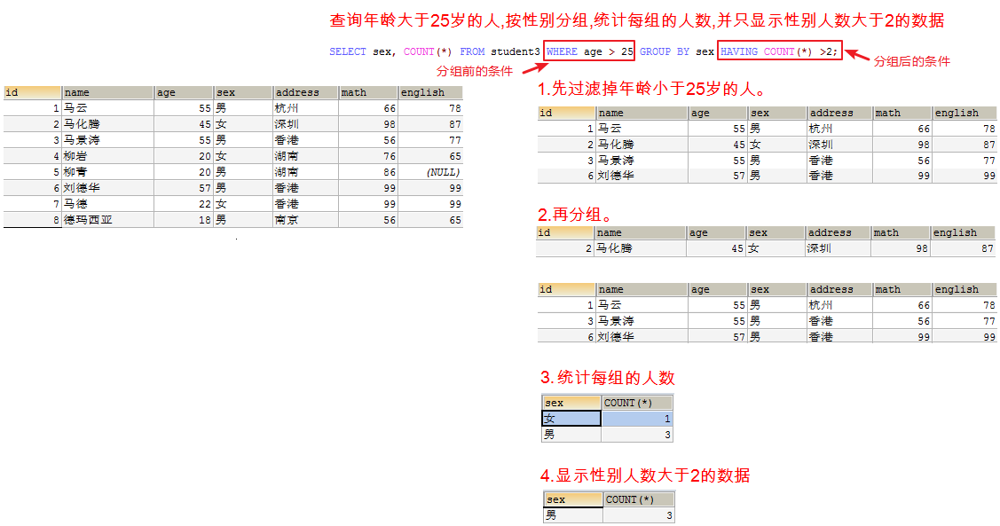 查询年龄大于25岁的人,按性别分组,统计每组的人数,并只显示性别人数大于2的数据
SELECT sex, COUNT(*) FROM student3 WHERE age > 25 GROUP BY sex HAVING COUNT(*) >2;
分组前的条件
分组后的条件
id name age sex address math english
1 马云 55 男 杭州 66 78
2 马化腾 45 女 深圳 98 87
3 马景涛 55 男 香港 56 77
4 柳岩 20 女 湖南 76 65
5 柳青 20 男 湖南 86 (NULL)
6 刘德华 57 男 香港 99 99
7 马德 22 女 香港 99 99
8 德玛西亚 18 男 南京 56 65
1.先过滤掉年龄小于25岁的人。
id name age sex address math english
1 马云 55 男 杭州 66 78
2 马化腾 45 女 深圳 98 87
3 马景涛 55 男 香港 56 77
6 刘德华 57 男 香港 99 99
2.再分组。
id name age sex address math english
2 马化腾 45 女 深圳 98 87
id name age sex address math english
1 马云 55 男 杭州 66 78
3 马景涛 55 男 香港 56 77
6 刘德华 57 男 香港 99 99
3.统计每组的人数
sex COUNT(*)
女 1
男 3
4.显示性别人数大于2的数据
sex COUNT(*)
男 3